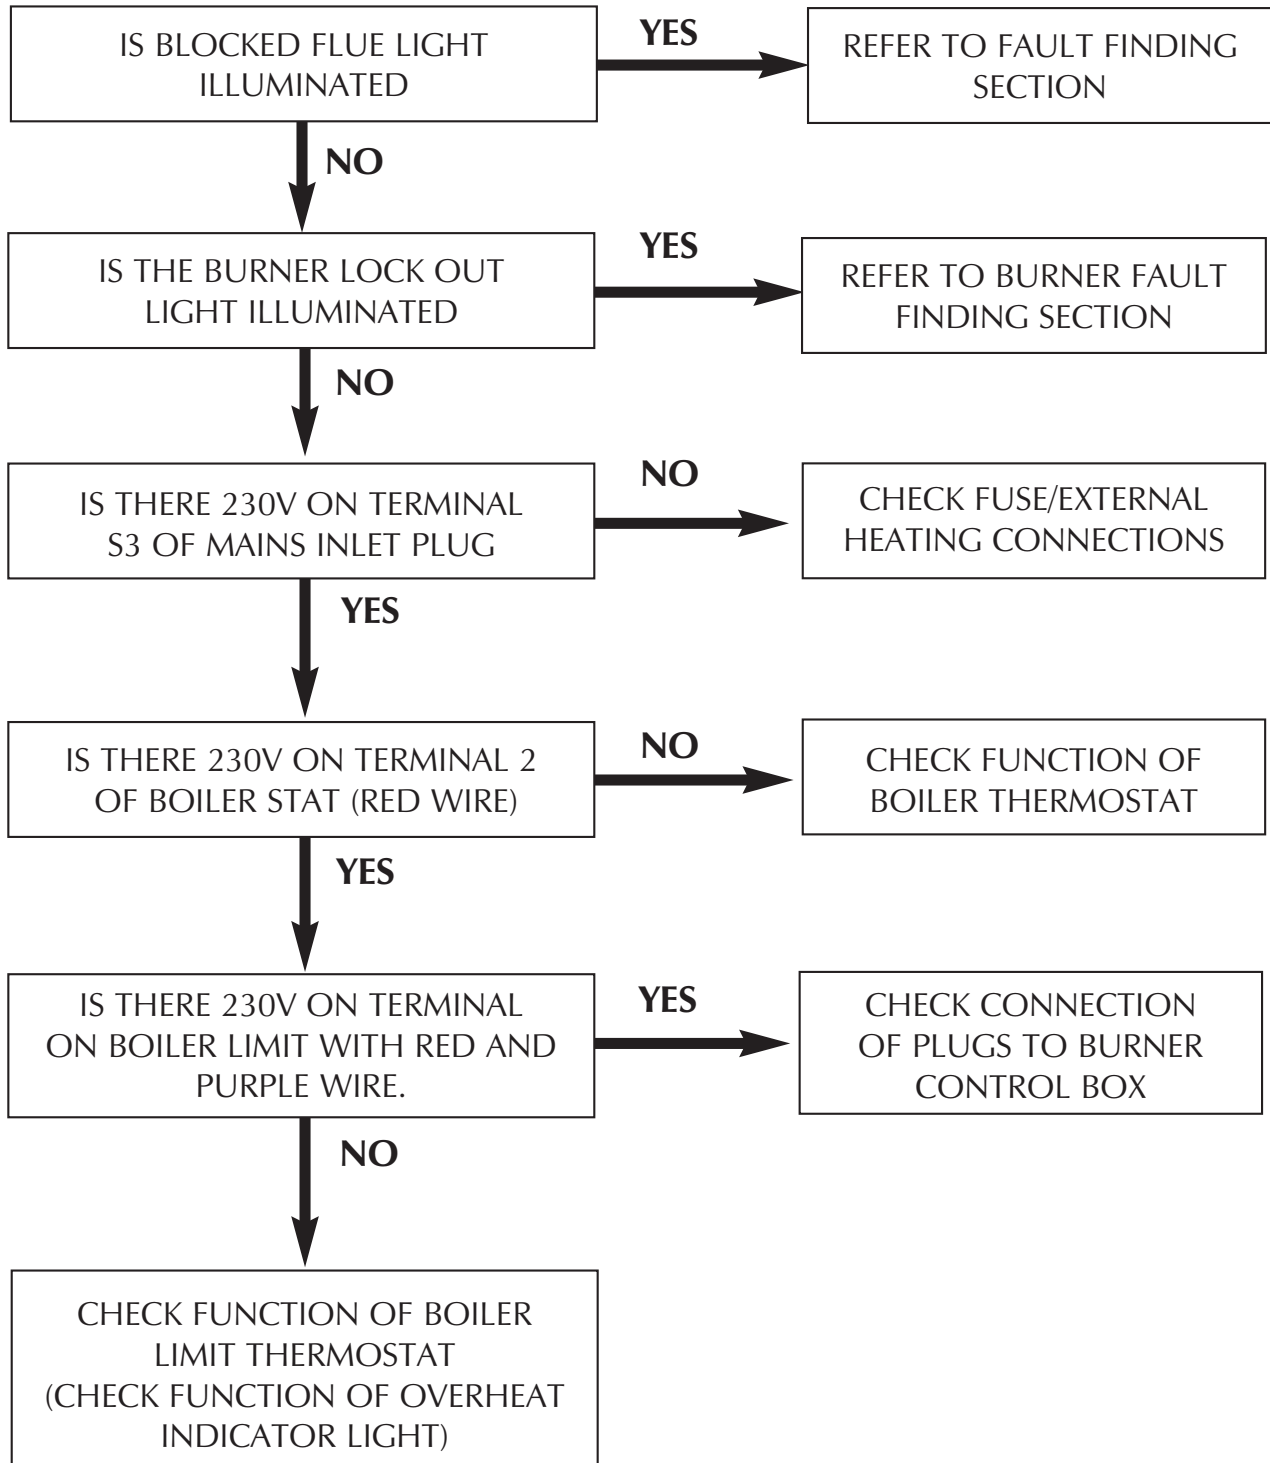 IS BLOCKED FLUE LIGHT
ILLUMINATED
YES
REFER TO FAULT FINDING
SECTION
NO
IS THE BURNER LOCK OUT
LIGHT ILLUMINATED
YES
REFER TO BURNER FAULT
FINDING SECTION
NO
IS THERE 230V ON TERMINAL
S3 OF MAINS INLET PLUG
NO
CHECK FUSE/EXTERNAL
HEATING CONNECTIONS
YES
IS THERE 230V ON TERMINAL 2
OF BOILER STAT (RED WIRE)
NO
CHECK FUNCTION OF
BOILER THERMOSTAT
YES
IS THERE 230V ON TERMINAL
ON BOILER LIMIT WITH RED AND
PURPLE WIRE.
YES
CHECK CONNECTION
OF PLUGS TO BURNER
CONTROL BOX
NO
CHECK FUNCTION OF BOILER
LIMIT THERMOSTAT
(CHECK FUNCTION OF OVERHEAT
INDICATOR LIGHT)